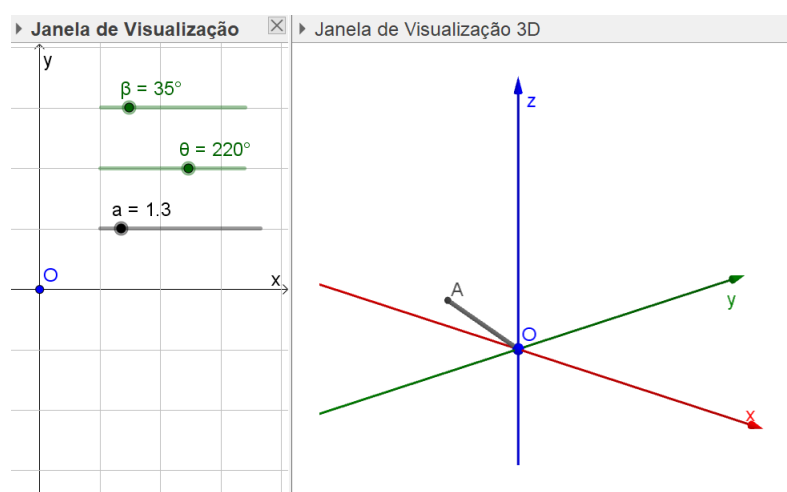 Janela de Visualização
Janela de Visualização 3D
y
β = 35°
θ = 220°
a = 1.3
O
x
z
A
O
y
x